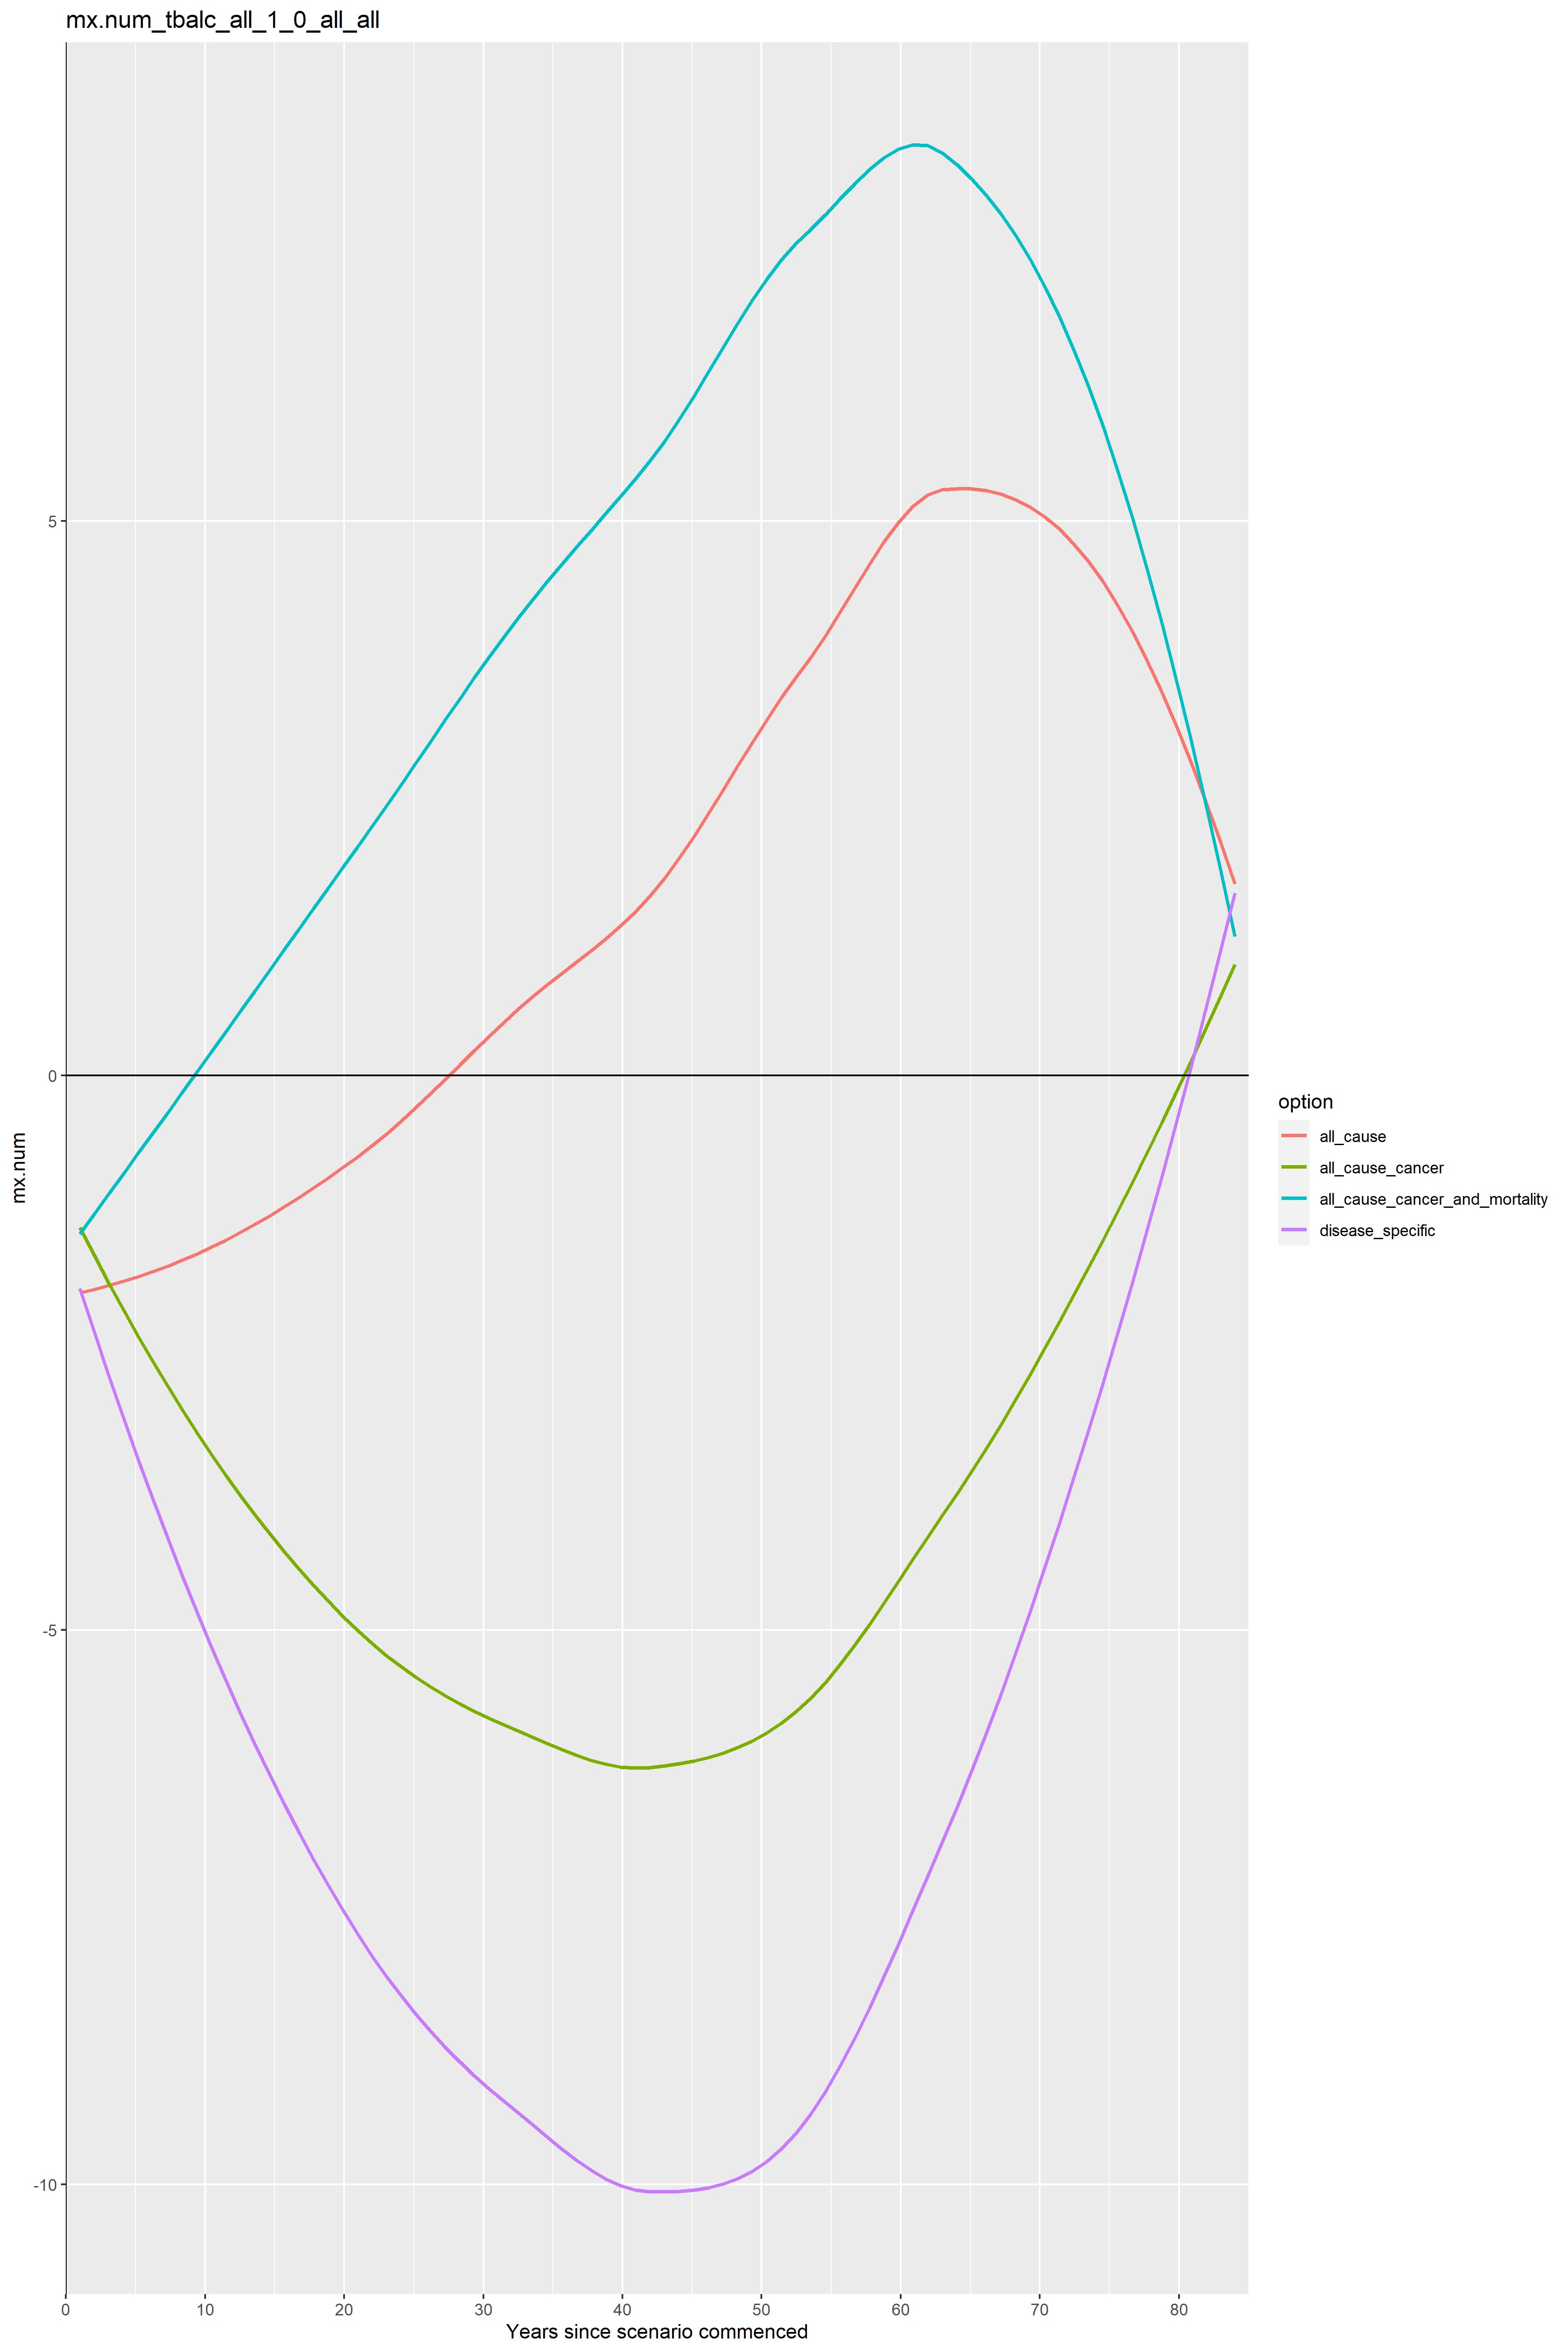 mx.num_tbalc_all_1_0_all_all
5
0
-5
-10
mx.num
0 10 20 30 40 50 60 70 80
Years since scenario commenced
option
all_cause
all_cause_cancer
all_cause_cancer_and_mortality
disease_specific